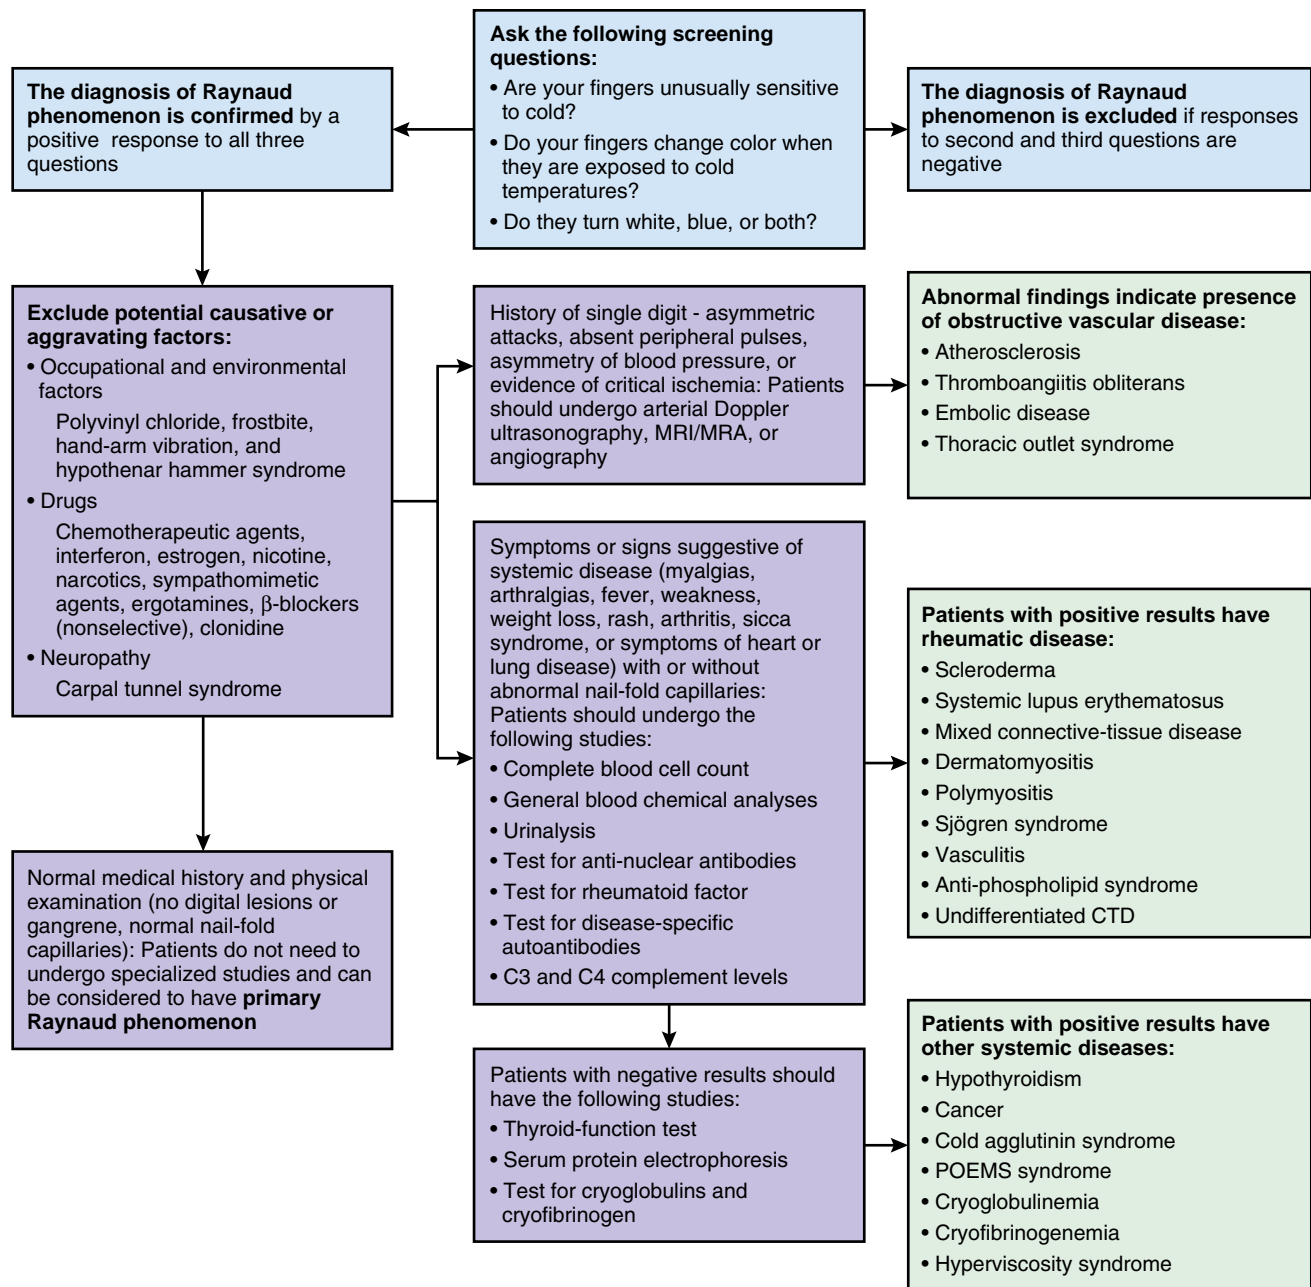 Ask the following screening
questions:
• Are your fingers unusually sensitive
to cold?
• Do your fingers change color when
they are exposed to cold
temperatures?
• Do they turn white, blue, or both?
The diagnosis of Raynaud
phenomenon is confirmed by a
positive response to all three
questions
The diagnosis of Raynaud
phenomenon is excluded if responses
to second and third questions are
negative
Exclude potential causative or
aggravating factors:
• Occupational and environmental
factors
Polyvinyl chloride, frostbite,
hand-arm vibration, and
hypothenar hammer syndrome
• Drugs
Chemotherapeutic agents,
interferon, estrogen, nicotine,
narcotics, sympathomimetic
agents, ergotamines, β-blockers
(nonselective), clonidine
• Neuropathy
Carpal tunnel syndrome
History of single digit - asymmetric
attacks, absent peripheral pulses,
asymmetry of blood pressure, or
evidence of critical ischemia: Patients
should undergo arterial Doppler
ultrasonography, MRI/MRA, or
angiography
Abnormal findings indicate presence
of obstructive vascular disease:
• Atherosclerosis
• Thromboangiitis obliterans
• Embolic disease
• Thoracic outlet syndrome
Symptoms or signs suggestive of
systemic disease (myalgias,
arthralgias, fever, weakness,
weight loss, rash, arthritis, sicca
syndrome, or symptoms of heart or
lung disease) with or without
abnormal nail-fold capillaries:
Patients should undergo the
following studies:
• Complete blood cell count
• General blood chemical analyses
• Urinalysis
• Test for anti-nuclear antibodies
• Test for rheumatoid factor
• Test for disease-specific
autoantibodies
• C3 and C4 complement levels
Patients with positive results have
rheumatic disease:
• Scleroderma
• Systemic lupus erythematosus
• Mixed connective-tissue disease
• Dermatomyositis
• Polymyositis
• Sjögren syndrome
• Vasculitis
• Anti-phospholipid syndrome
• Undifferentiated CTD
Normal medical history and physical
examination (no digital lesions or
gangrene, normal nail-fold
capillaries): Patients do not need to
undergo specialized studies and can
be considered to have primary
Raynaud phenomenon
Patients with negative results should
have the following studies:
• Thyroid-function test
• Serum protein electrophoresis
• Test for cryoglobulins and
cryofibrinogen
Patients with positive results have
other systemic diseases:
• Hypothyroidism
• Cancer
• Cold agglutinin syndrome
• POEMS syndrome
• Cryoglobulinemia
• Cryofibrinogenemia
• Hyperviscosity syndrome